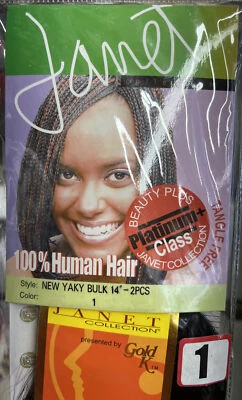 Janet
BEAUTY PLUS
Platinum+
Class
JANET COLLECTION
TANGLE-FREE
100% Human Hair
Style: NEW YAKY BULK 14"-2PCS
Color: 1
JANET
COLLECTION
presented by
Gold
K
TM
1